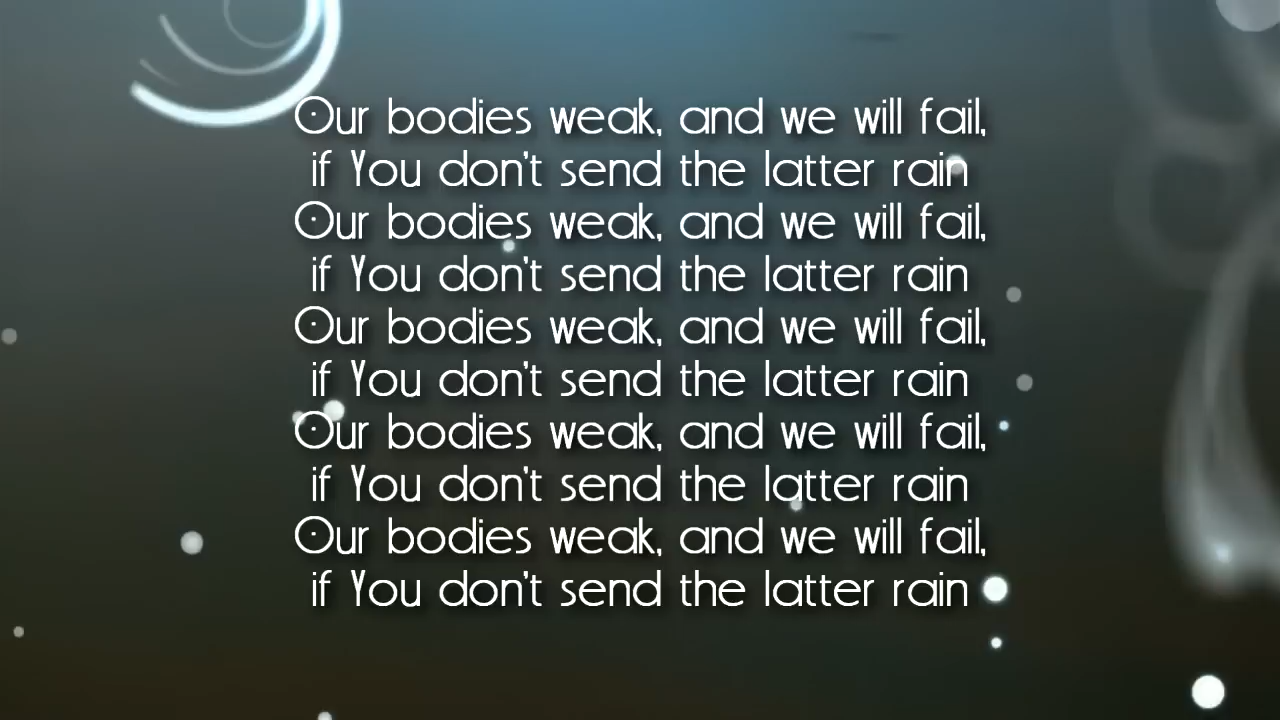 Our bodies weak, and we will fail,
if You don't send the latter rain
Our bodies weak, and we will fail,
if You don't send the latter rain
Our bodies weak, and we will fail,
if You don't send the latter rain
Our bodies weak, and we will fail,
if You don't send the latter rain
Our bodies weak, and we will fail,
if You don't send the latter rain